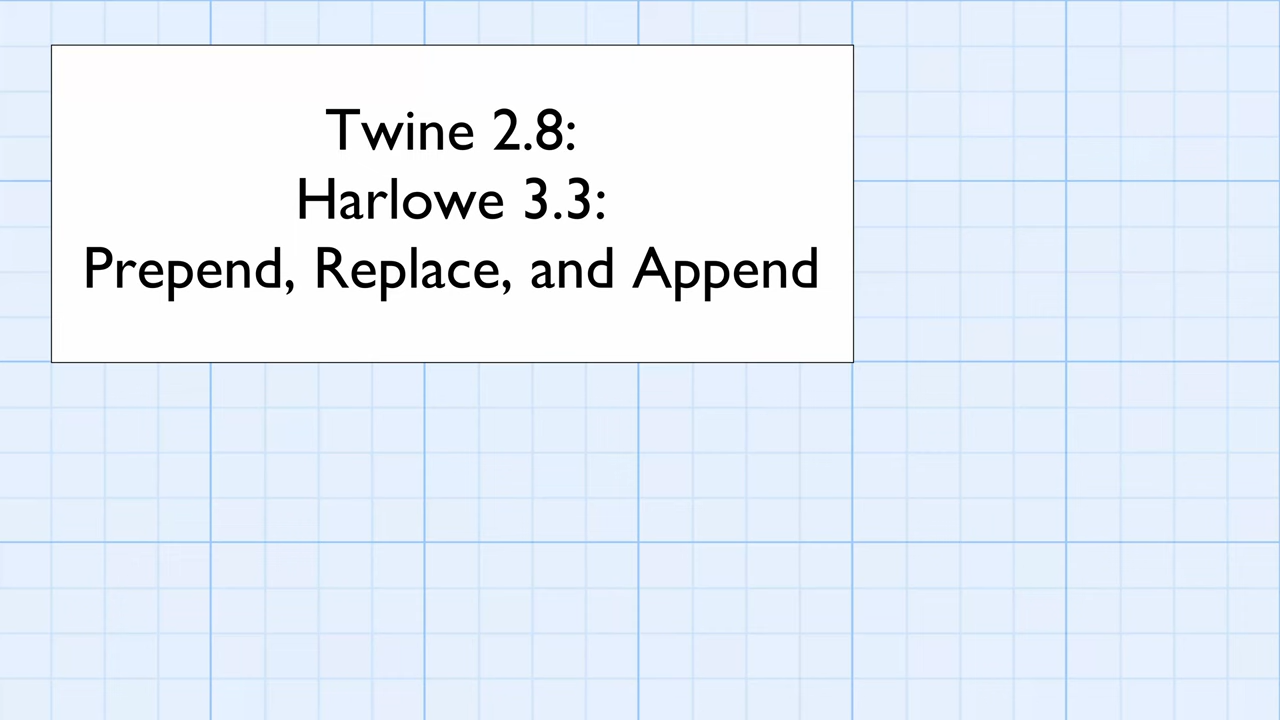 Twine 2.8:
Harlowe 3.3:
Prepend, Replace, and Append